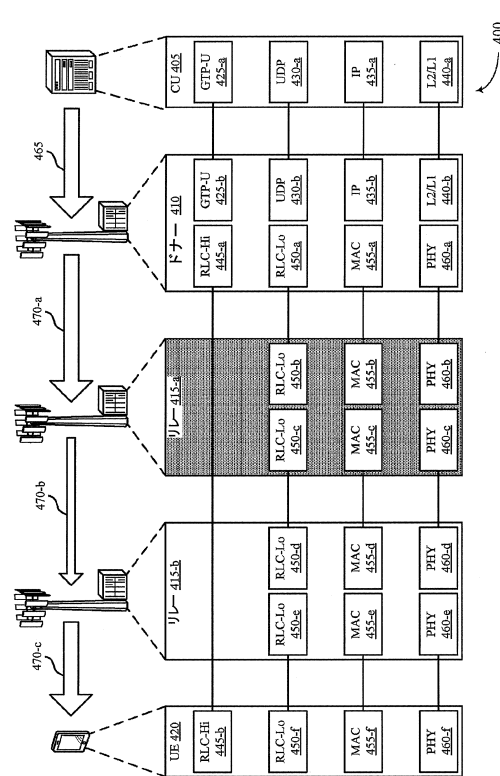 400
465
470-a
470-b
470-c
CU 405
GTP-U
425-a
UDP
430-a
IP
435-a
L2/L1
440-a
ドナー 410
GTP-U
425-b
UDP
430-b
IP
435-b
L2/L1
440-b
RLC-Hi
445-a
RLC-Lo
450-a
MAC
455-a
PHY
460-a
リレー 415-a
RLC-Lo
450-b
MAC
455-b
PHY
460-b
RLC-Lo
450-c
MAC
455-c
PHY
460-c
リレー 415-b
RLC-Lo
450-d
MAC
455-d
PHY
460-d
RLC-Lo
450-e
MAC
455-e
PHY
460-e
UE 420
RLC-Hi
445-b
RLC-Lo
450-f
MAC
455-f
PHY
460-f